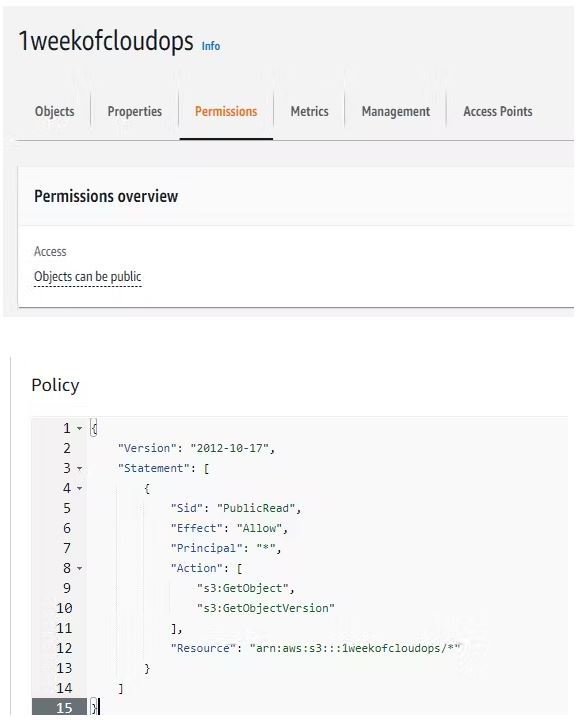 1weekofcloudops Info
Objects Properties Permissions Metrics Management Access Points
Permissions overview
Access
Objects can be public
Policy
1 {
2 "Version": "2012-10-17",
3 "Statement": [
4 {
5 "Sid": "PublicRead",
6 "Effect": "Allow",
7 "Principal": "*",
8 "Action": [
9 "s3:GetObject",
10 "s3:GetObjectVersion"
11 ],
12 "Resource": "arn:aws:s3:::1weekofcloudops/*"
13 }
14 ]
15 }